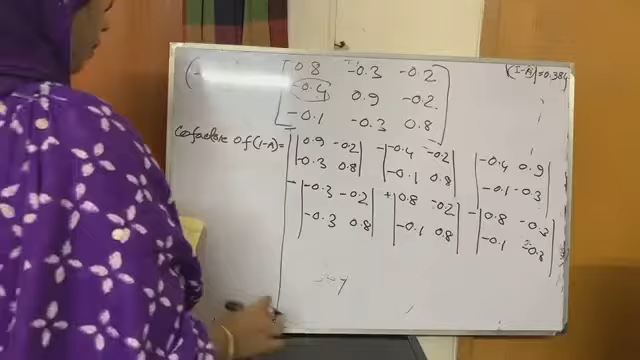 0.8 -0.3 -0.2
-0.4 0.9 -0.2
-0.1 -0.3 0.8
|I-A|=0.384
Cofactors of (I-A)= |0.9 -0.2| -|-0.4 -0.2| |-0.4 0.9|
|-0.3 0.8| |-0.1 0.8| |-0.1 -0.3|
-|-0.3 -0.2| +|0.8 -0.2| -|0.8 -0.3|
|-0.3 0.8| |-0.1 0.8| |-0.1 -0.3|